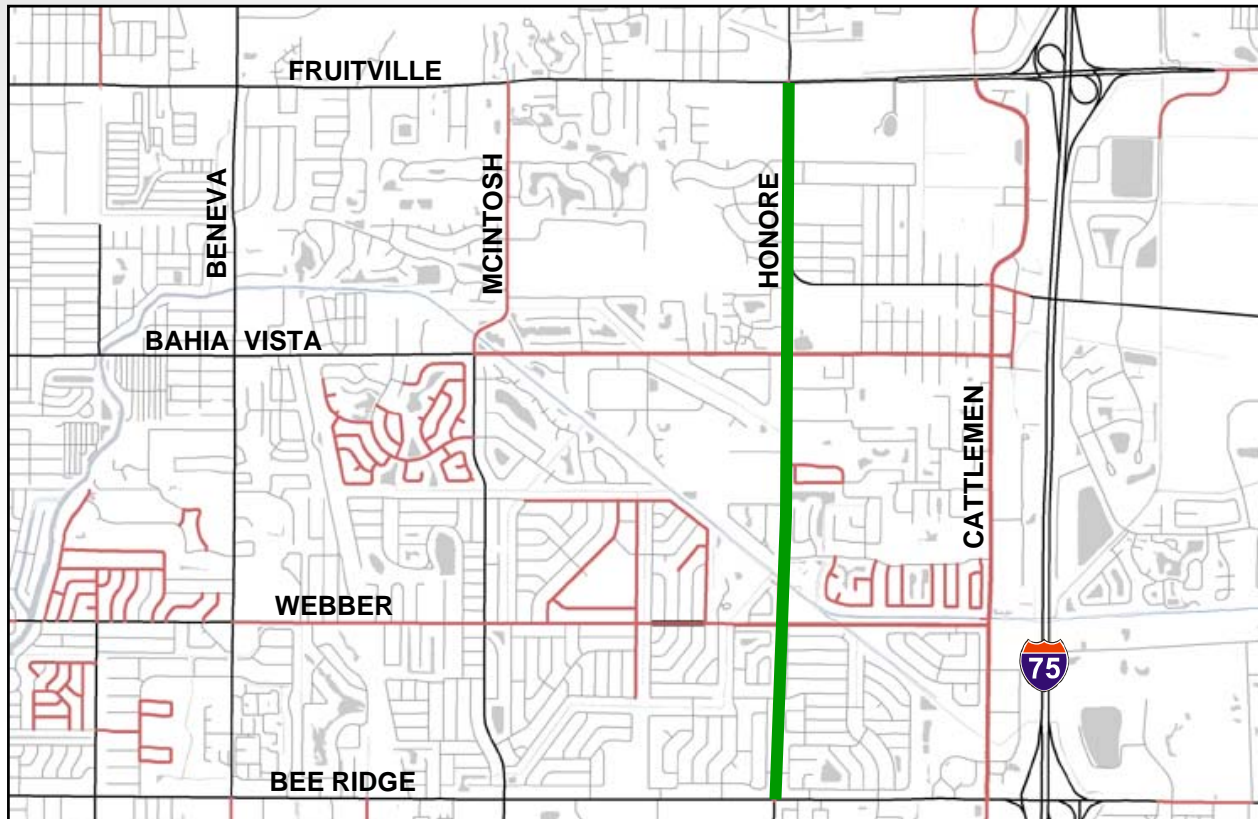 FRUITVILLE
BENEVA
MCINTOSH
HONORE
BAHIA VISTA
CATTLEMEN
WEBBER
75
BEE RIDGE